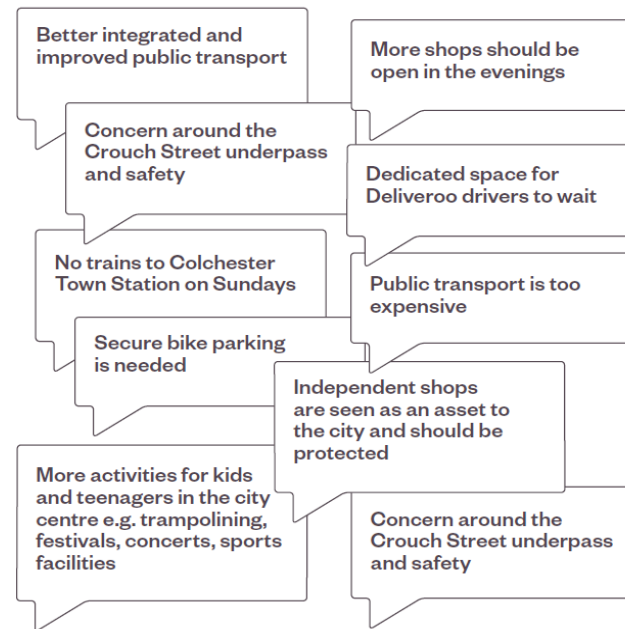 Better integrated and
improved public transport
More shops should be
open in the evenings
Concern around the
Crouch Street underpass
and safety
Dedicated space for
Deliveroo drivers to wait
No trains to Colchester
Town Station on Sundays
Public transport is too
expensive
Secure bike parking
is needed
Independent shops
are seen as an asset to
the city and should be
protected
More activities for kids
and teenagers in the city
centre e.g. trampolining,
festivals, concerts, sports
facilities
Concern around the
Crouch Street underpass
and safety